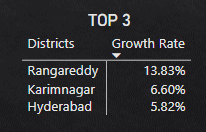 TOP 3
Districts Growth Rate
Rangareddy 13.83%
Karimnagar 6.60%
Hyderabad 5.82%